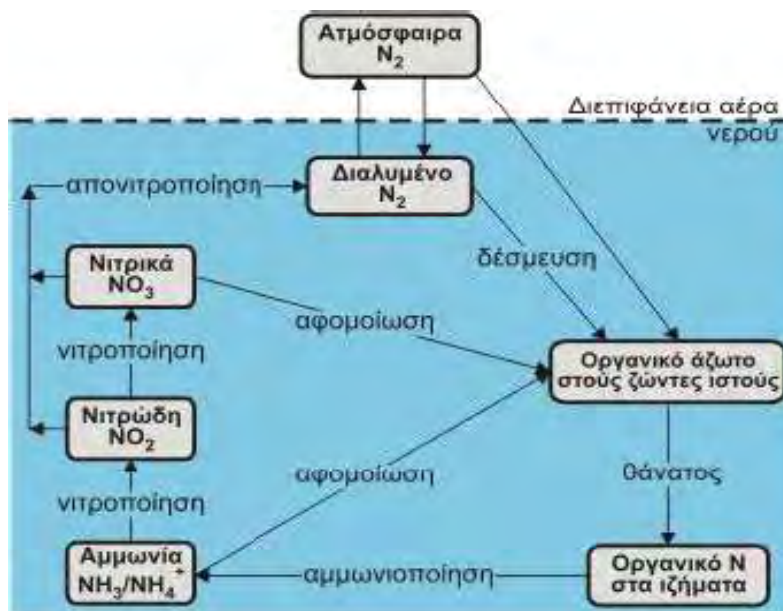 Ατμόσφαιρα
N₂
Διεπιφάνεια αέρα
νερού
απονιτροποίηση
Διαλυμένο
N₂
δέσμευση
Νιτρικά
NO₃
αφομοίωση
νιτροποίηση
Οργανικό άζωτο
στούς ζώντες ιστούς
Νιτρώδη
NO₂
αφομοίωση
θάνατος
νιτροποίηση
Αμμωνία
NH₃/NH₄⁺
αμμωνιοποίηση
Οργανικό N
στα ιζήματα